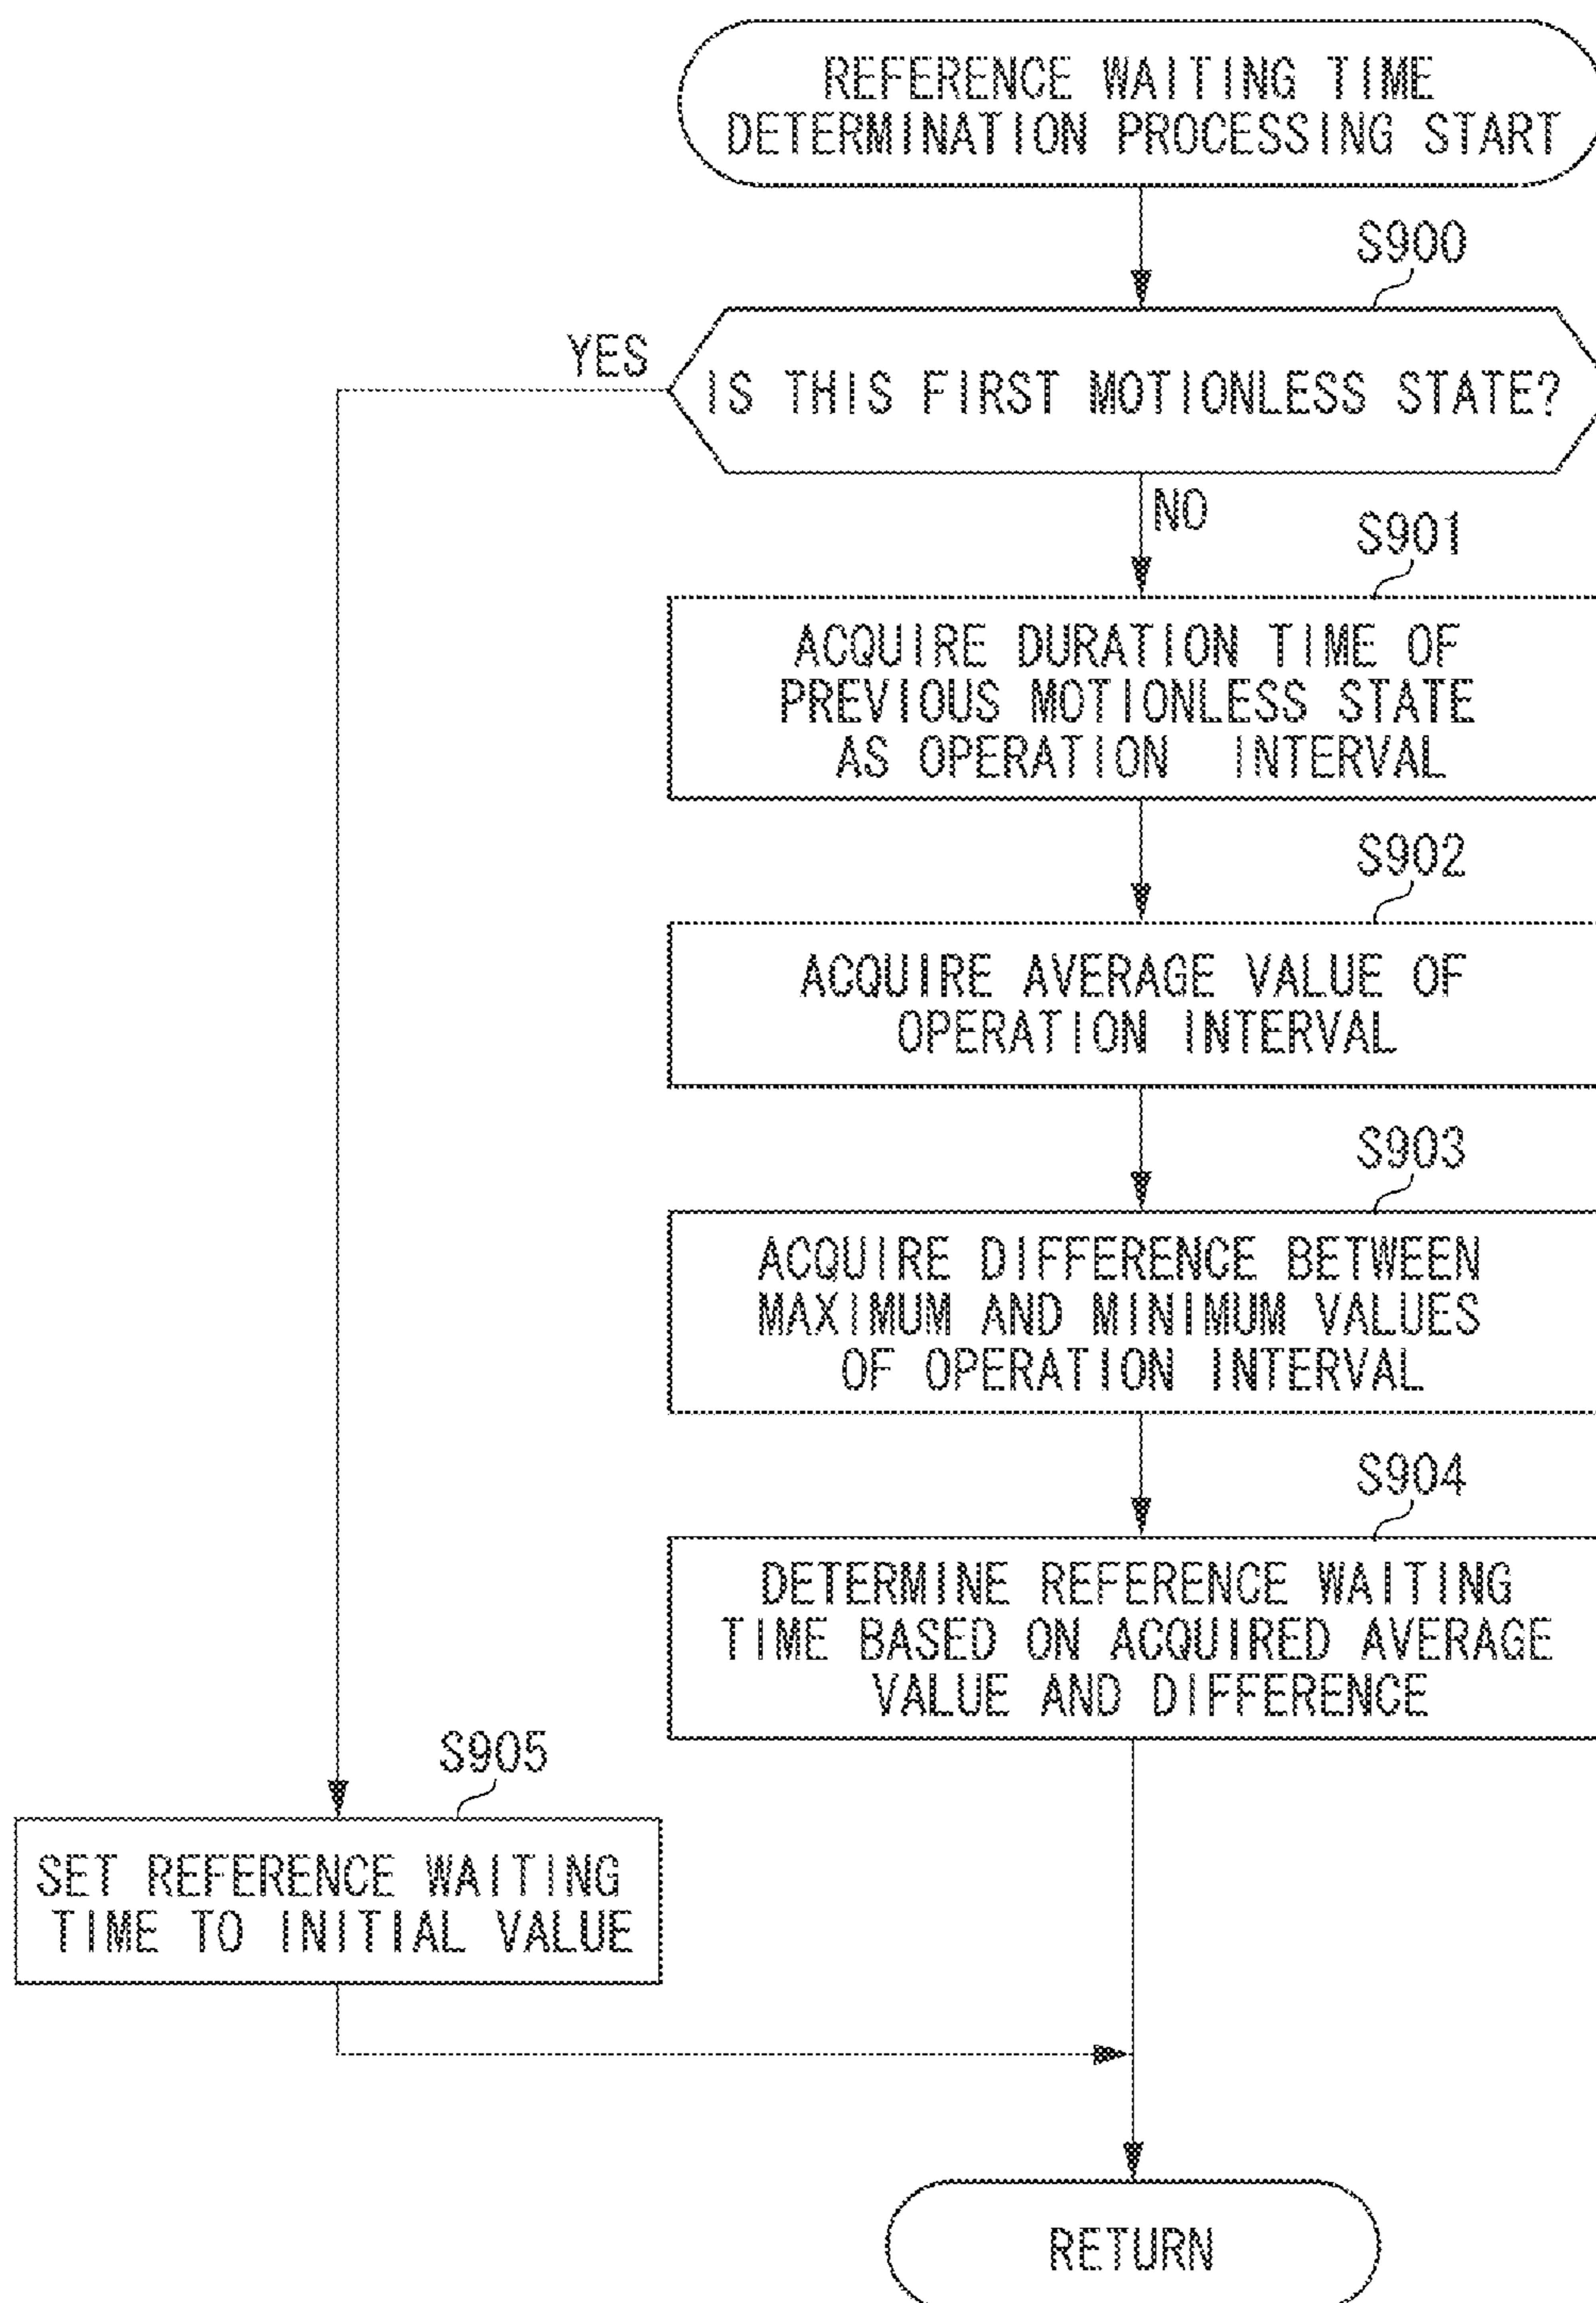 REFERENCE WAITING TIME
DETERMINATION PROCESSING START
S900
YES
IS THIS FIRST MOTIONLESS STATE?
NO
S901
ACQUIRE DURATION TIME OF
PREVIOUS MOTIONLESS STATE
AS OPERATION INTERVAL
S902
ACQUIRE AVERAGE VALUE OF
OPERATION INTERVAL
S903
ACQUIRE DIFFERENCE BETWEEN
MAXIMUM AND MINIMUM VALUES
OF OPERATION INTERVAL
S904
DETERMINE REFERENCE WAITING
TIME BASED ON ACQUIRED AVERAGE
VALUE AND DIFFERENCE
S905
SET REFERENCE WAITING
TIME TO INITIAL VALUE
RETURN